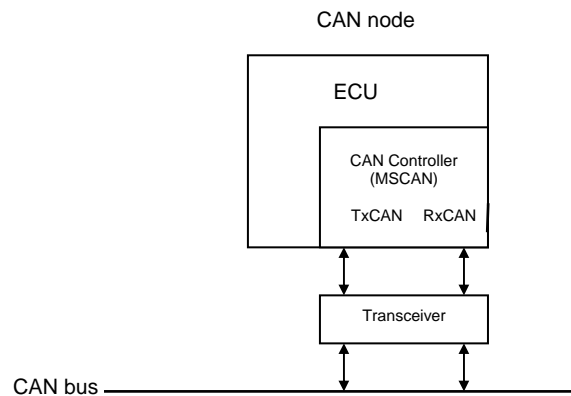 CAN node
ECU
CAN Controller
(MSCAN)
TxCAN RxCAN
Transceiver
CAN bus